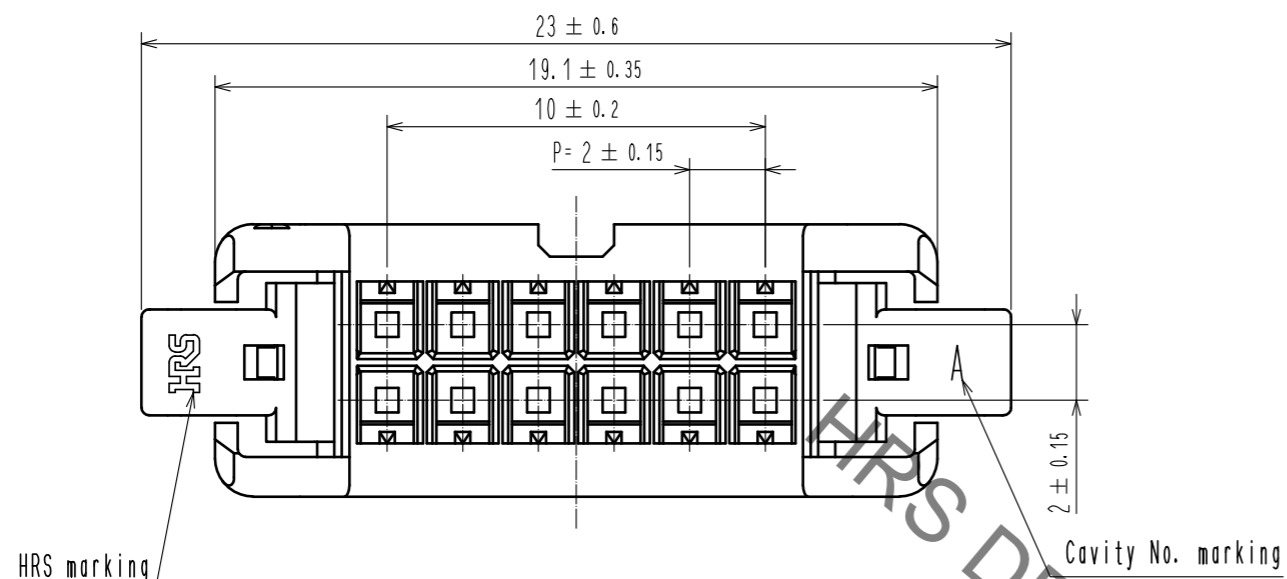 23 ± 0.6
19.1 ± 0.35
10 ± 0.2
P= 2 ± 0.15
HRS
A
2 ± 0.15
HRS D
HRS marking
Cavity No. marking